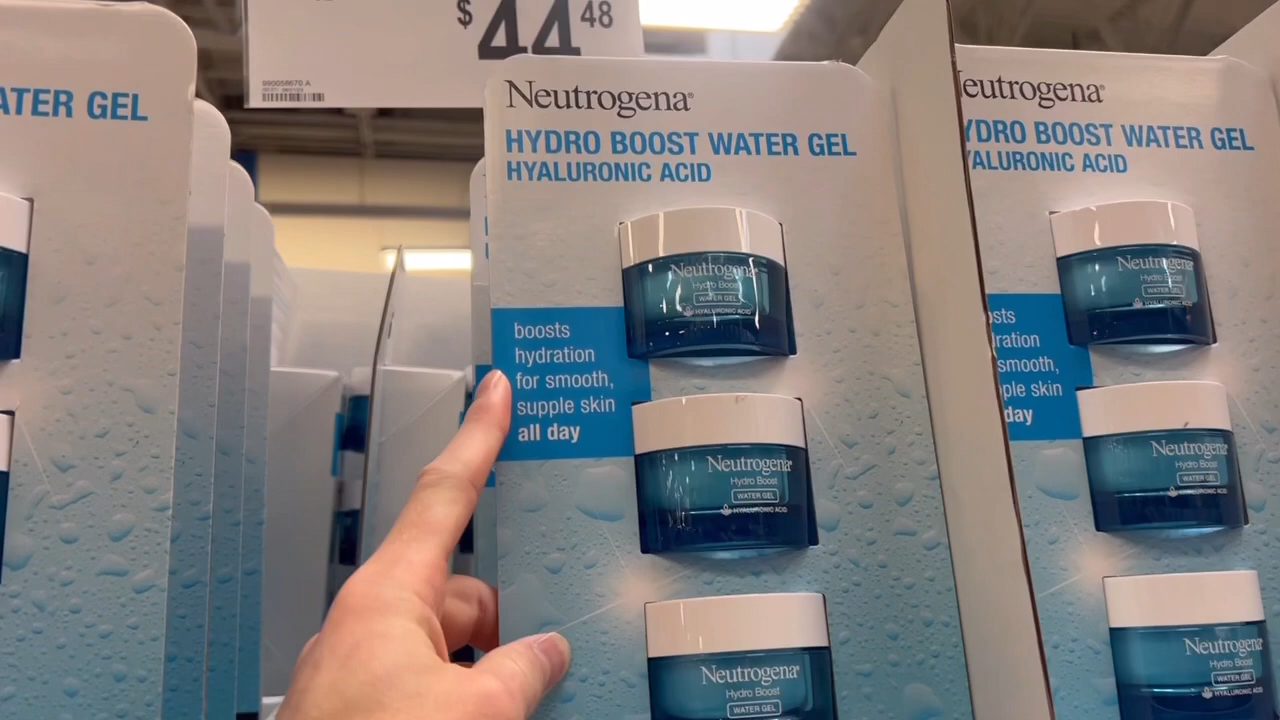 $44 48
990058670 A
ATER GEL
Neutrogena®
HYDRO BOOST WATER GEL
HYALURONIC ACID
boosts
hydration
for smooth,
supple skin
all day
Neutrogena®
Hydro Boost
WATER GEL
HYALURONIC ACID
Neutrogena®
Hydro Boost
WATER GEL
HYALURONIC ACID
Neutrogena®
Hydro Boost
WATER GEL
eutrogena®
YDRO BOOST WATER GEL
YALURONIC ACID
osts
ration
smooth,
ple skin
day
Neutrogena
Hydro Boost
WATER GEL
HYALURONIC ACID
Neutrogena®
Hydro Boost
WATER GEL
HYALURONIC ACID
Neutrogena®
Hydro Boost
WATER GEL
HYALURONIC ACID